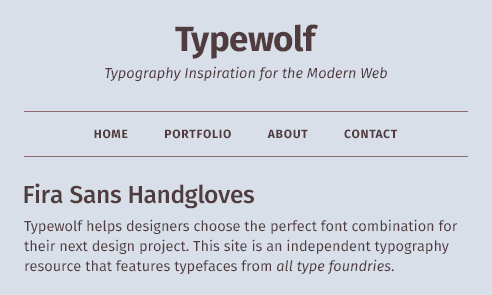 Typewolf
Typography Inspiration for the Modern Web
HOME PORTFOLIO ABOUT CONTACT
Fira Sans Handgloves
Typewolf helps designers choose the perfect font combination for
their next design project. This site is an independent typography
resource that features typefaces from all type foundries.